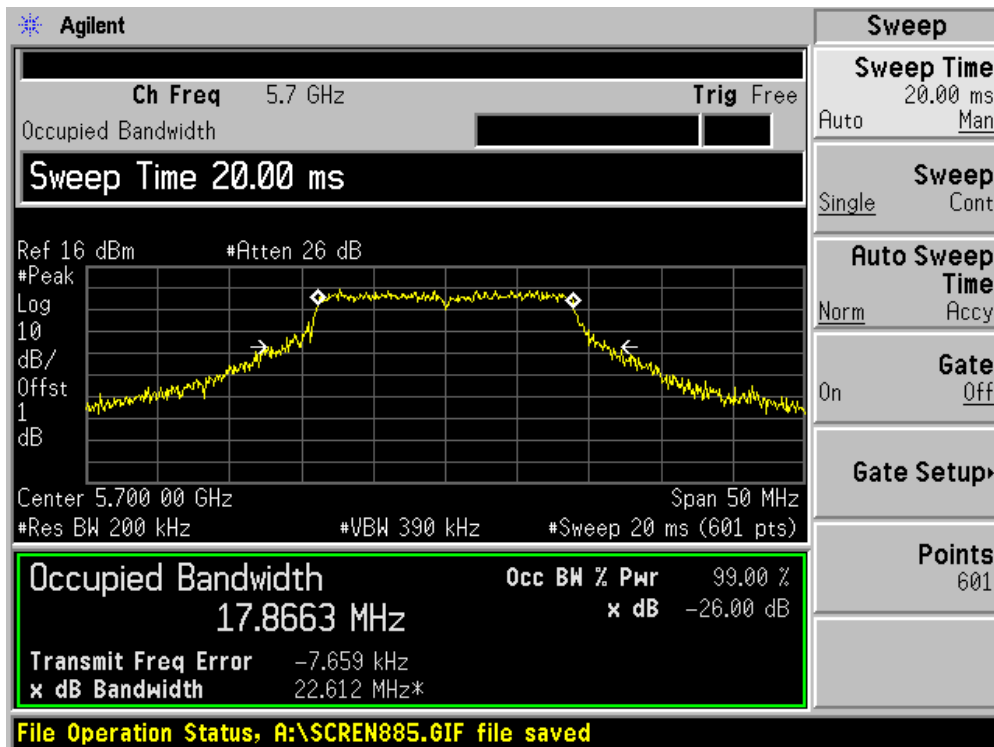 Agilent
Ch Freq 5.7 GHz Trig Free
Occupied Bandwidth
Sweep Time 20.00 ms
Ref 16 dBm #Atten 26 dB
#Peak
Log
10
dB/
Offst
1
dB
Center 5.700 00 GHz Span 50 MHz
#Res BW 200 kHz #VBW 390 kHz #Sweep 20 ms (601 pts)
Occupied Bandwidth
17.8663 MHz
Occ BW % Pwr 99.00 %
x dB -26.00 dB
Transmit Freq Error -7.659 kHz
x dB Bandwidth 22.612 MHz*
File Operation Status, A:\SCREN885.GIF file saved
Sweep
Sweep Time
20.00 ms
Auto Man
Sweep
Single Cont
Auto Sweep
Time
Norm Accy
Gate
On Off
Gate Setup
Points
601